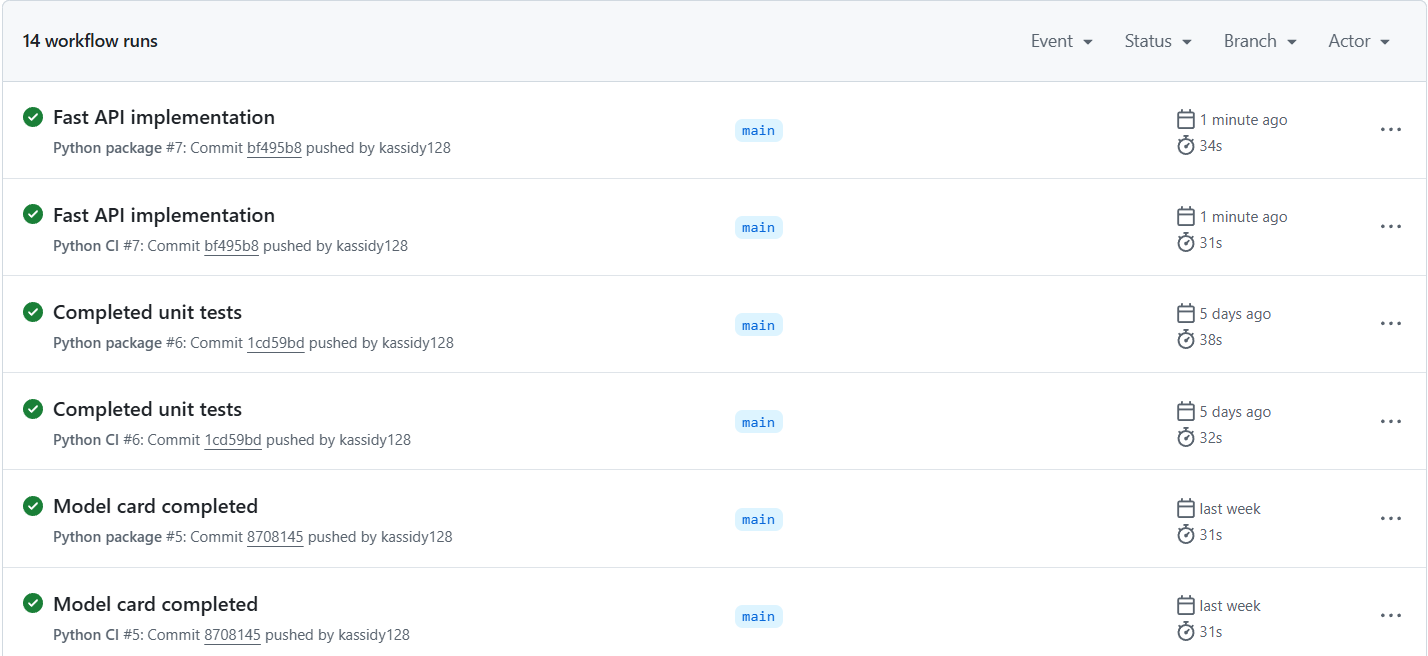 14 workflow runs
Event Status Branch Actor
Fast API implementation
Python package #7: Commit bf495b8 pushed by kassidy128
main
1 minute ago
34s
Fast API implementation
Python CI #7: Commit bf495b8 pushed by kassidy128
main
1 minute ago
31s
Completed unit tests
Python package #6: Commit 1cd59bd pushed by kassidy128
main
5 days ago
38s
Completed unit tests
Python CI #6: Commit 1cd59bd pushed by kassidy128
main
5 days ago
32s
Model card completed
Python package #5: Commit 8708145 pushed by kassidy128
main
last week
31s
Model card completed
Python CI #5: Commit 8708145 pushed by kassidy128
main
last week
31s